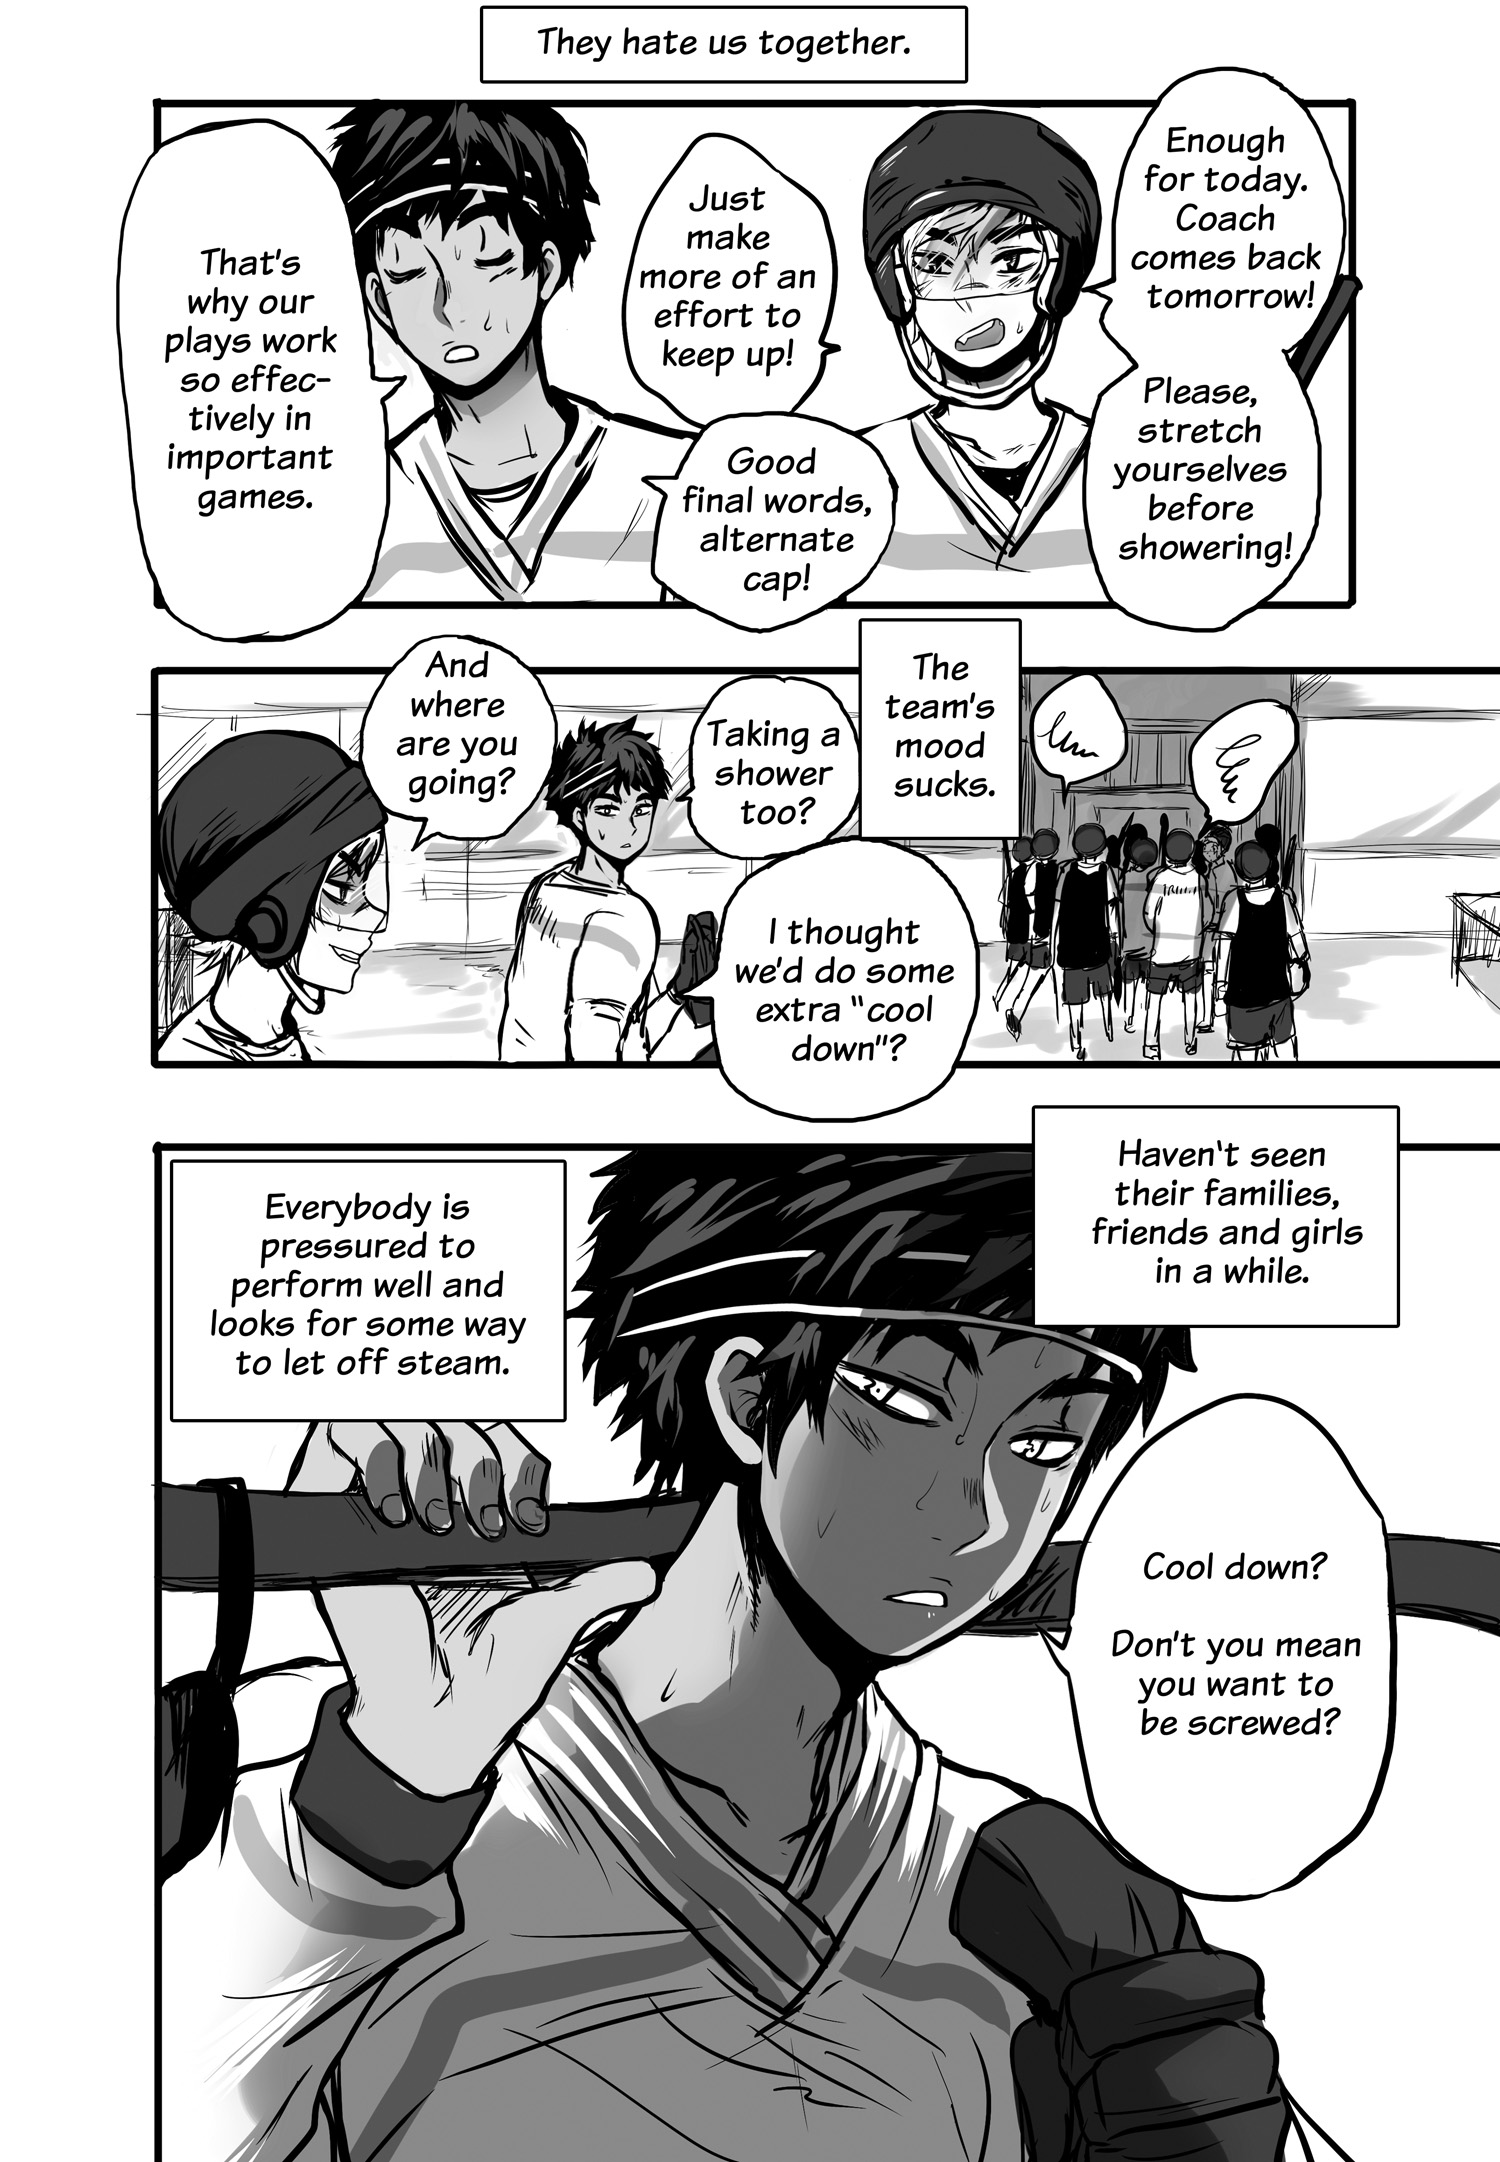 They hate us together.
That's
why our
plays work
so effec-
tively in
important
games.
Just
make
more of an
effort to
keep up!
Good
final words,
alternate
cap!
Enough
for today.
Coach
comes back
tomorrow!
Please,
stretch
yourselves
before
showering!
And
where
are you
going?
Taking a
shower
too?
I thought
we'd do some
extra "cool
down"?
The
team's
mood
sucks.
Everybody is
pressured to
perform well and
looks for some way
to let off steam.
Haven't seen
their families,
friends and girls
in a while.
Cool down?
Don't you mean
you want to
be screwed?